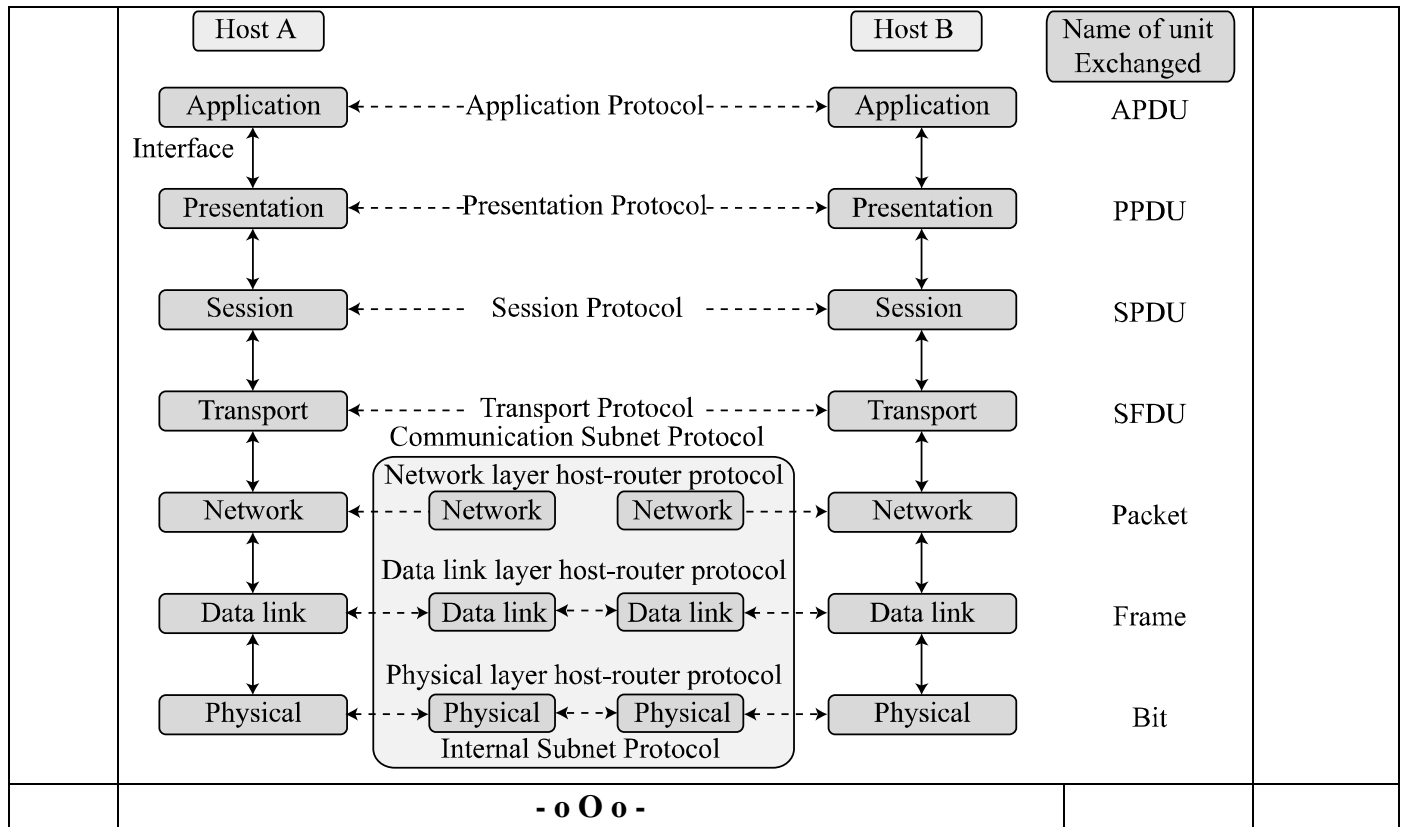 Host A Host B Name of unit
Exchanged
Application Application Protocol Application APDU
Interface
Presentation Presentation Protocol Presentation PPDU
Session Session Protocol Session SPDU
Transport Transport Protocol Transport SFDU
Communication Subnet Protocol
Network layer host-router protocol
Network Network Network Network Packet
Data link layer host-router protocol
Data link Data link Data link Data link Frame
Physical layer host-router protocol
Physical Physical Physical Physical Bit
Internal Subnet Protocol
- o O o -